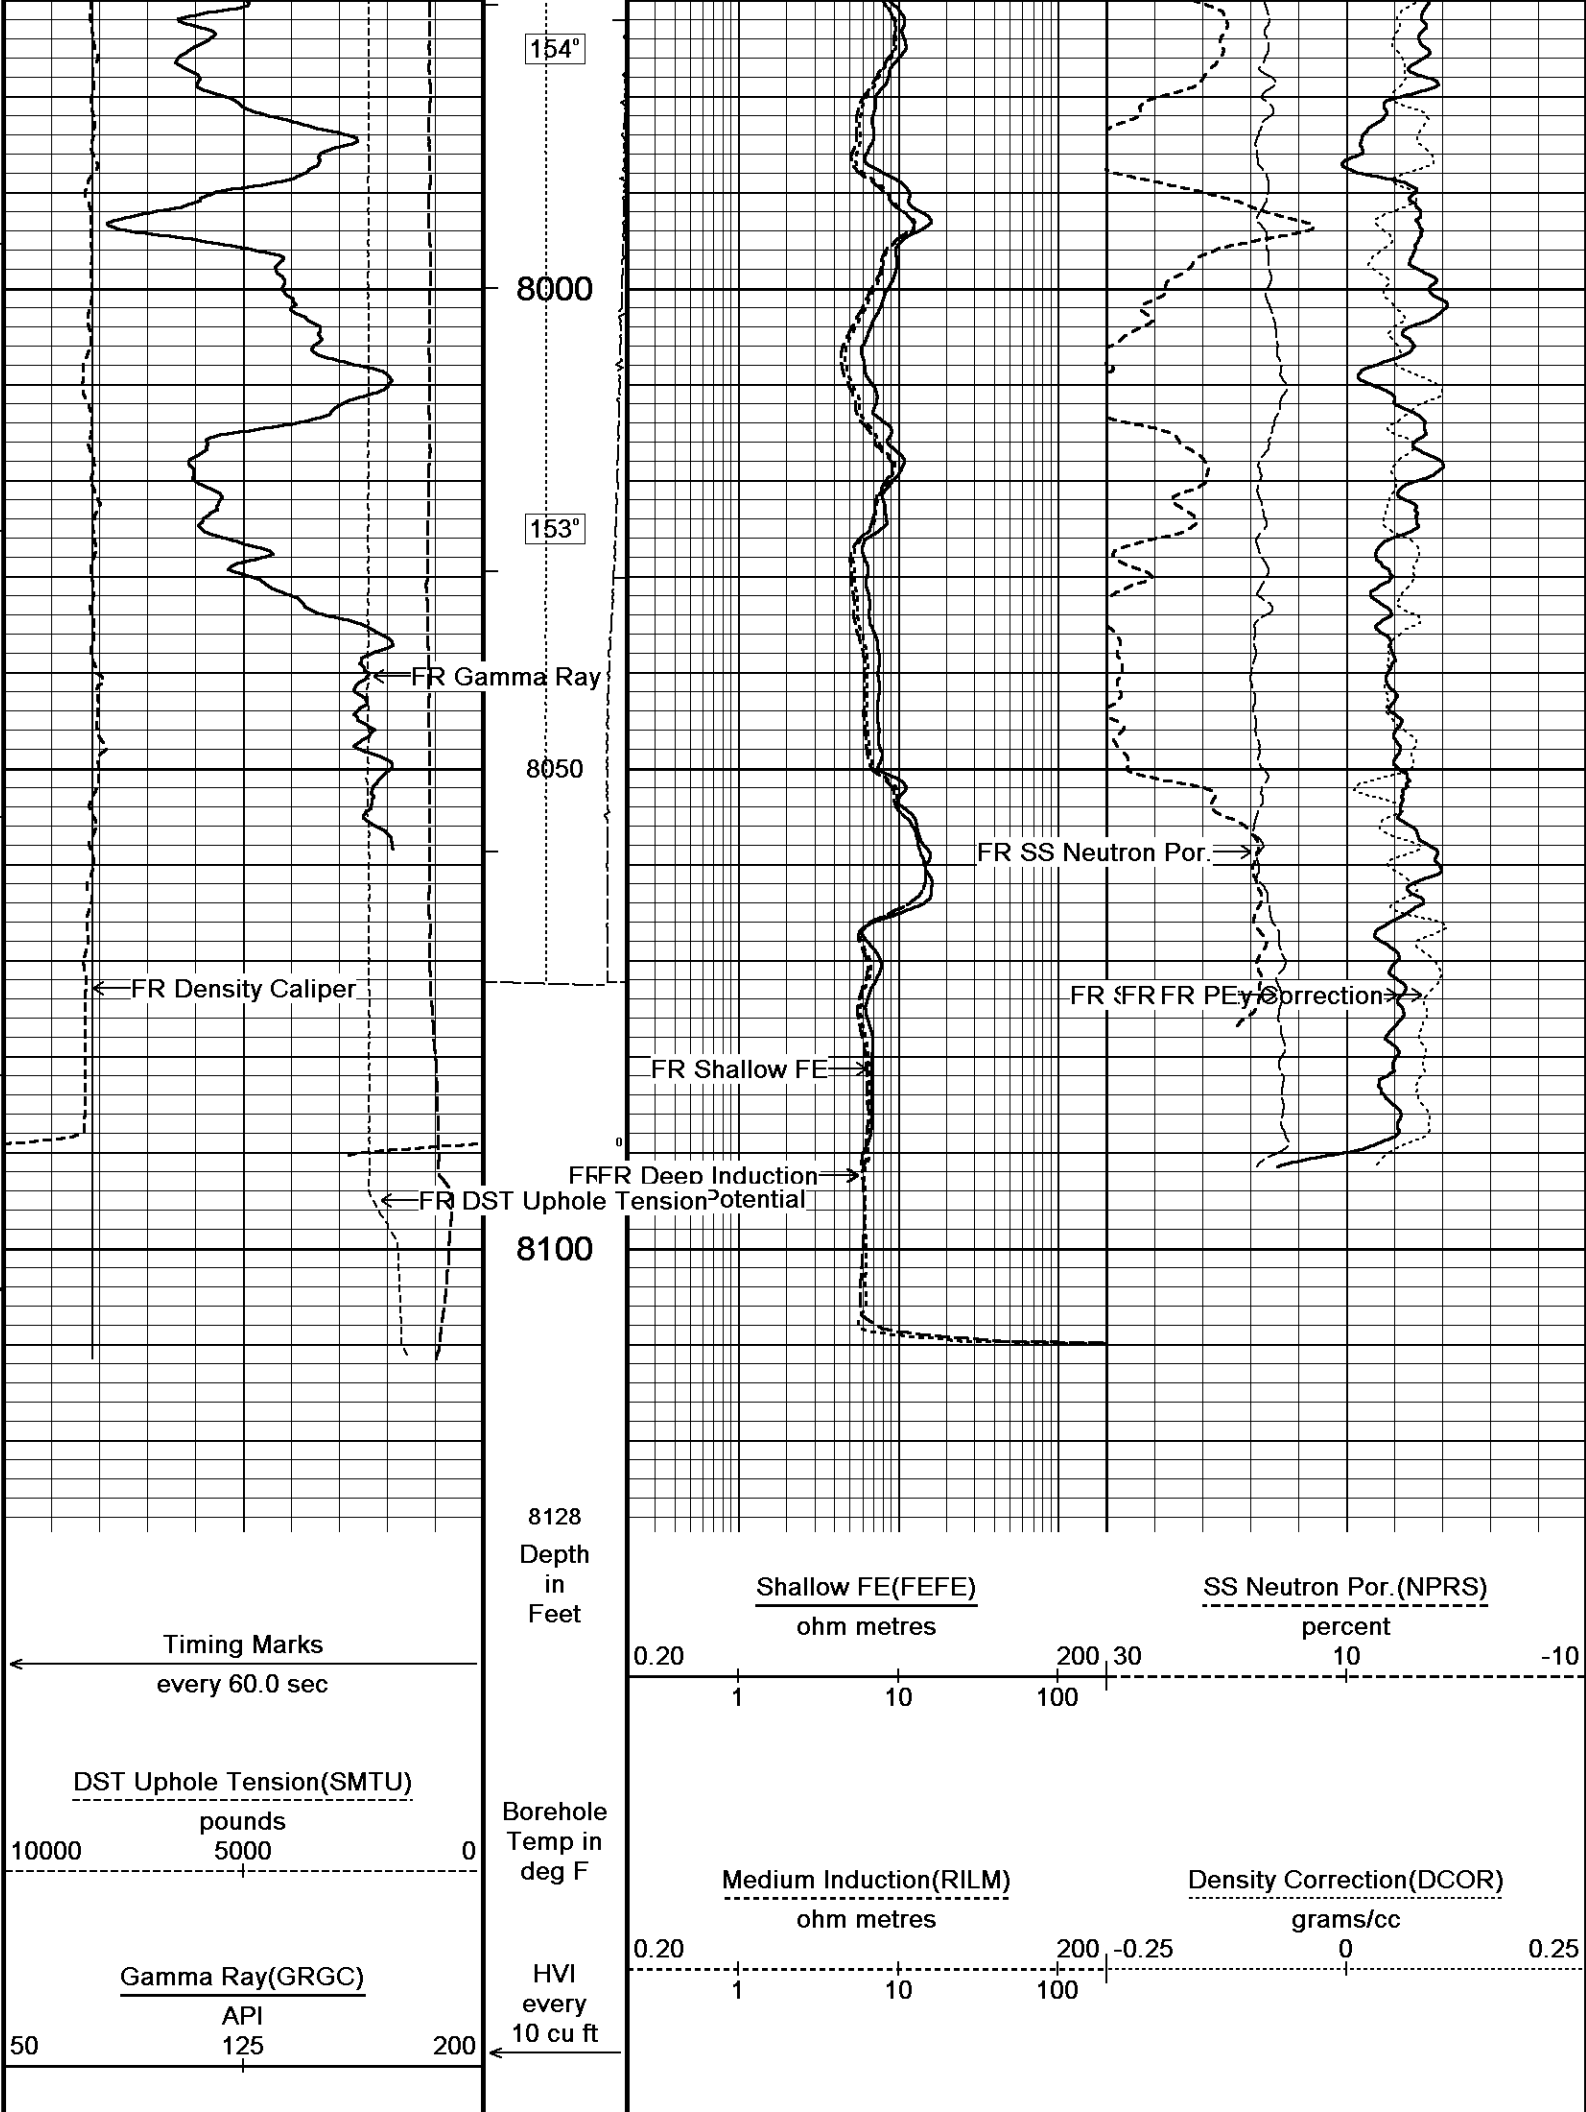 154°
8000
153°
FR Gamma Ray
8050
FR SS Neutron Por.
FR Density Caliper
FR FR FR PE y Correction
FR Shallow FE
0
FR FR Deep Induction
FR DST Uphole Tension Potential
8100
8128
Depth
in
Feet
Shallow FE(FEFE)
ohm metres
0.20 200
1 10 100
SS Neutron Por.(NPRS)
percent
30 10 -10
Timing Marks
every 60.0 sec
DST Uphole Tension(SMTU)
pounds
10000 5000 0
Borehole
Temp in
deg F
Medium Induction(RILM)
ohm metres
0.20 200
1 10 100
Density Correction(DCOR)
grams/cc
-0.25 0 0.25
Gamma Ray(GRGC)
API
50 125 200
HVI
every
10 cu ft